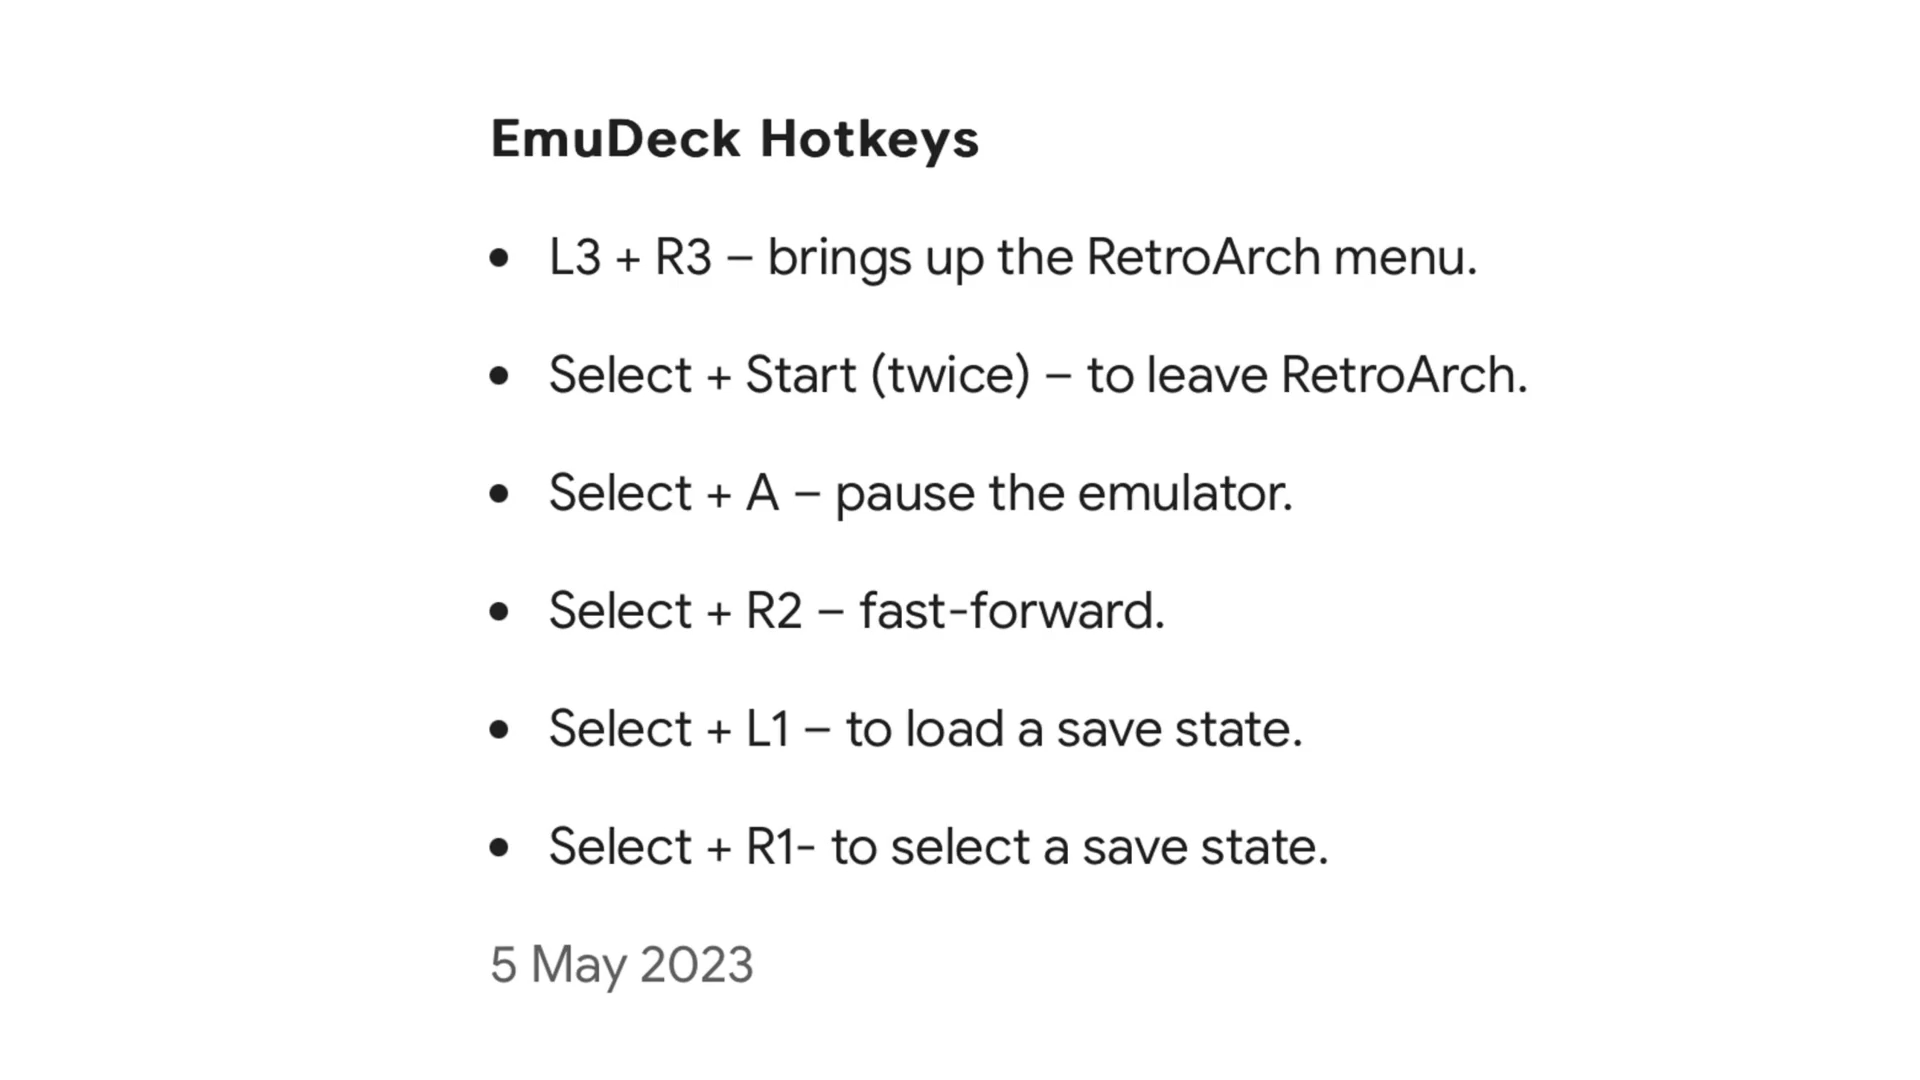 EmuDeck Hotkeys
• L3 + R3 – brings up the RetroArch menu.
• Select + Start (twice) – to leave RetroArch.
• Select + A – pause the emulator.
• Select + R2 – fast-forward.
• Select + L1 – to load a save state.
• Select + R1- to select a save state.
5 May 2023